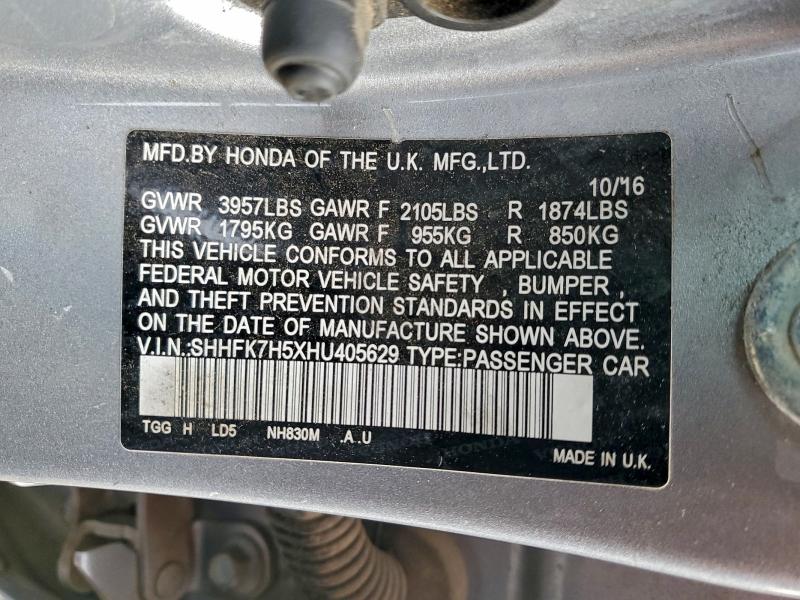 MFD.BY HONDA OF THE U.K. MFG.,LTD.
10/'16
GVWR 3957LBS GAWR F 2105LBS R 1874LBS
GVWR 1795KG GAWR F 955KG R 850KG
THIS VEHICLE CONFORMS TO ALL APPLICABLE
FEDERAL MOTOR VEHICLE SAFETY , BUMPER ,
AND THEFT PREVENTION STANDARDS IN EFFECT
ON THE DATE OF MANUFACTURE SHOWN ABOVE.
V.I.N.:SHHFK7H5XHU405629 TYPE:PASSENGER CAR
TGG H LD5 NH830M .A.U
MADE IN U.K.